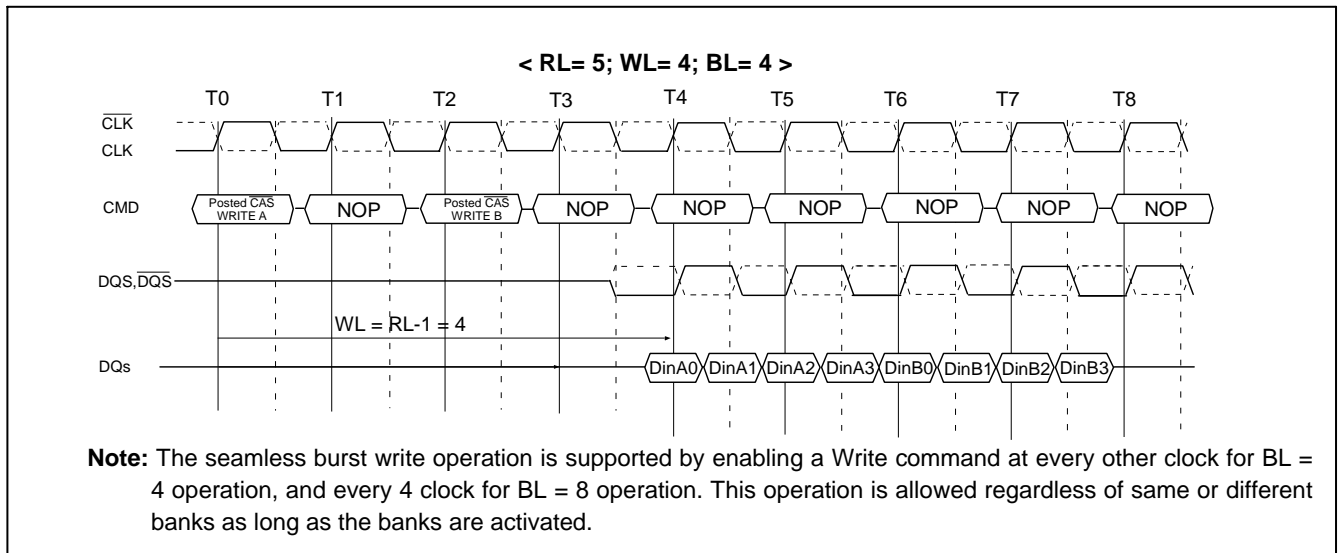 < RL= 5; WL= 4; BL= 4 >
T0 T1 T2 T3 T4 T5 T6 T7 T8
CLK
CLK
CMD
Posted CAS
WRITE A
NOP
Posted CAS
WRITE B
NOP NOP NOP NOP NOP NOP
DQS,DQS
WL = RL-1 = 4
DQs
DinA0 DinA1 DinA2 DinA3 DinB0 DinB1 DinB2 DinB3
Note: The seamless burst write operation is supported by enabling a Write command at every other clock for BL =
4 operation, and every 4 clock for BL = 8 operation. This operation is allowed regardless of same or different
banks as long as the banks are activated.